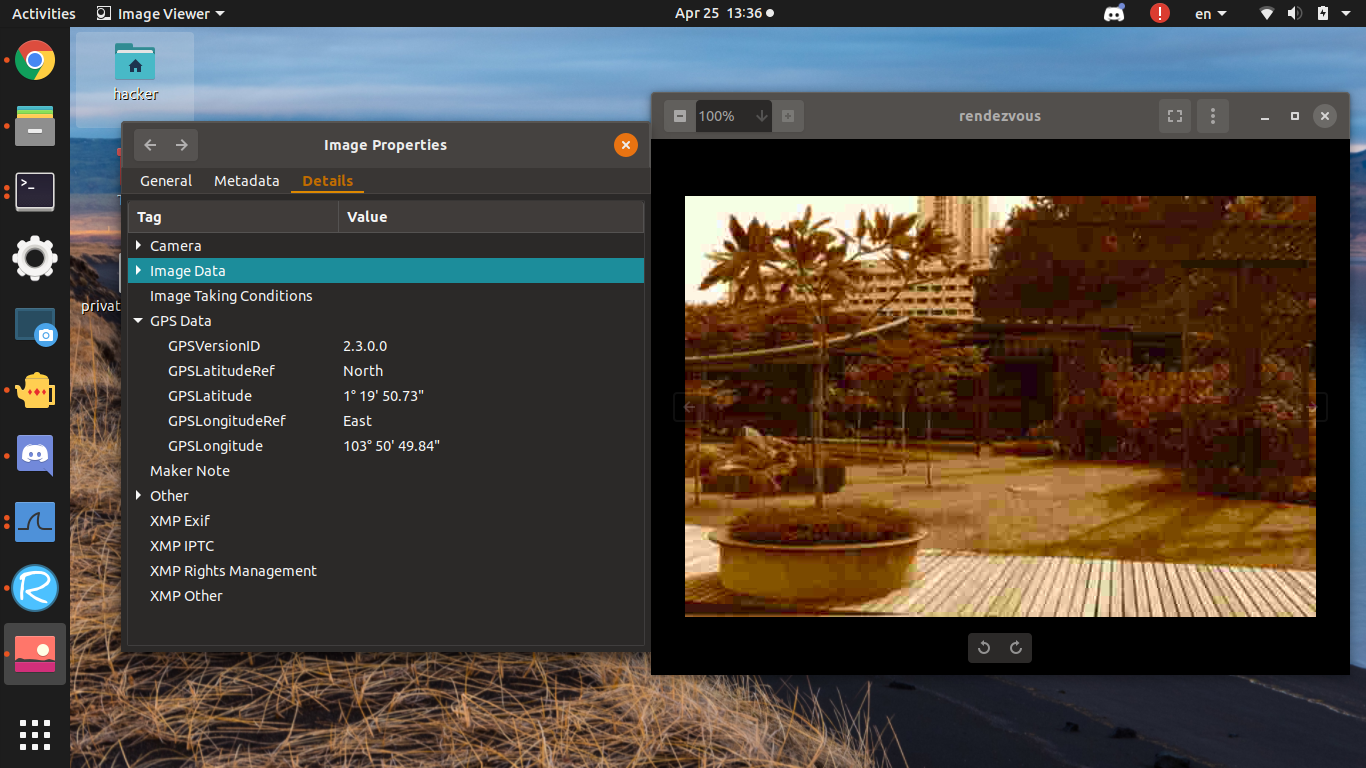 Activities Image Viewer Apr 25 13:36 en
hacker
100% rendezvous
Image Properties
General Metadata Details
Tag Value
Camera
Image Data
Image Taking Conditions
privat
GPS Data
GPSVersionID 2.3.0.0
GPSLatitudeRef North
GPSLatitude 1° 19' 50.73"
GPSLongitudeRef East
GPSLongitude 103° 50' 49.84"
Maker Note
Other
XMP Exif
XMP IPTC
XMP Rights Management
XMP Other